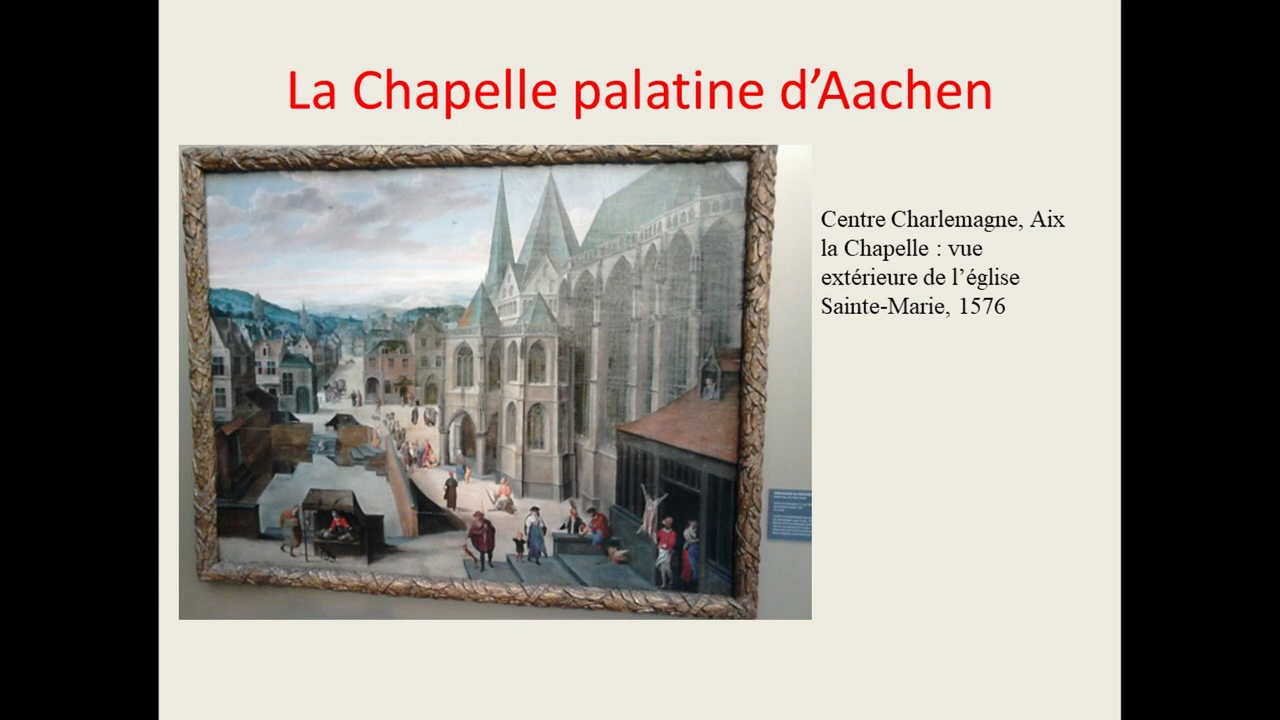 La Chapelle palatine d’Aachen
Centre Charlemagne, Aix
la Chapelle : vue
extérieure de l’église
Sainte-Marie, 1576